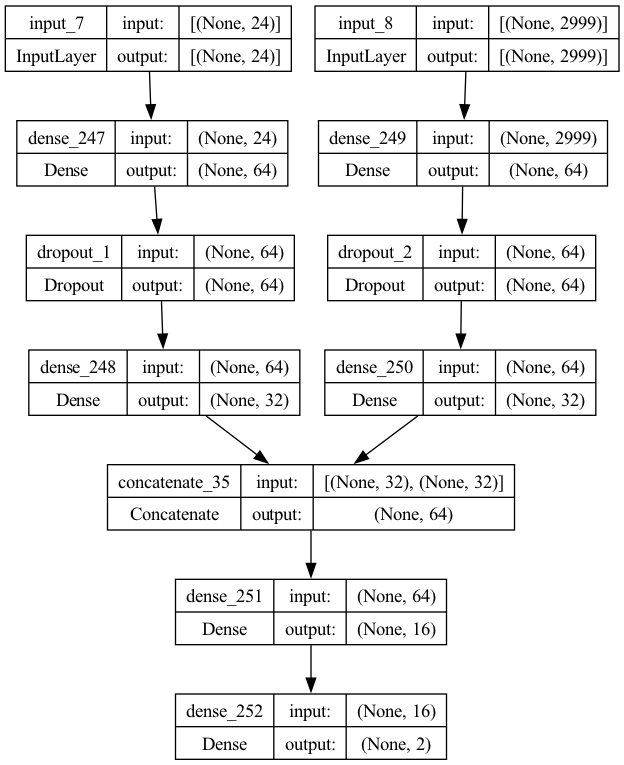 input_7 input: [(None, 24)]
InputLayer output: [(None, 24)]
input_8 input: [(None, 2999)]
InputLayer output: [(None, 2999)]
dense_247 input: (None, 24)
Dense output: (None, 64)
dense_249 input: (None, 2999)
Dense output: (None, 64)
dropout_1 input: (None, 64)
Dropout output: (None, 64)
dropout_2 input: (None, 64)
Dropout output: (None, 64)
dense_248 input: (None, 64)
Dense output: (None, 32)
dense_250 input: (None, 64)
Dense output: (None, 32)
concatenate_35 input: [(None, 32), (None, 32)]
Concatenate output: (None, 64)
dense_251 input: (None, 64)
Dense output: (None, 16)
dense_252 input: (None, 16)
Dense output: (None, 2)